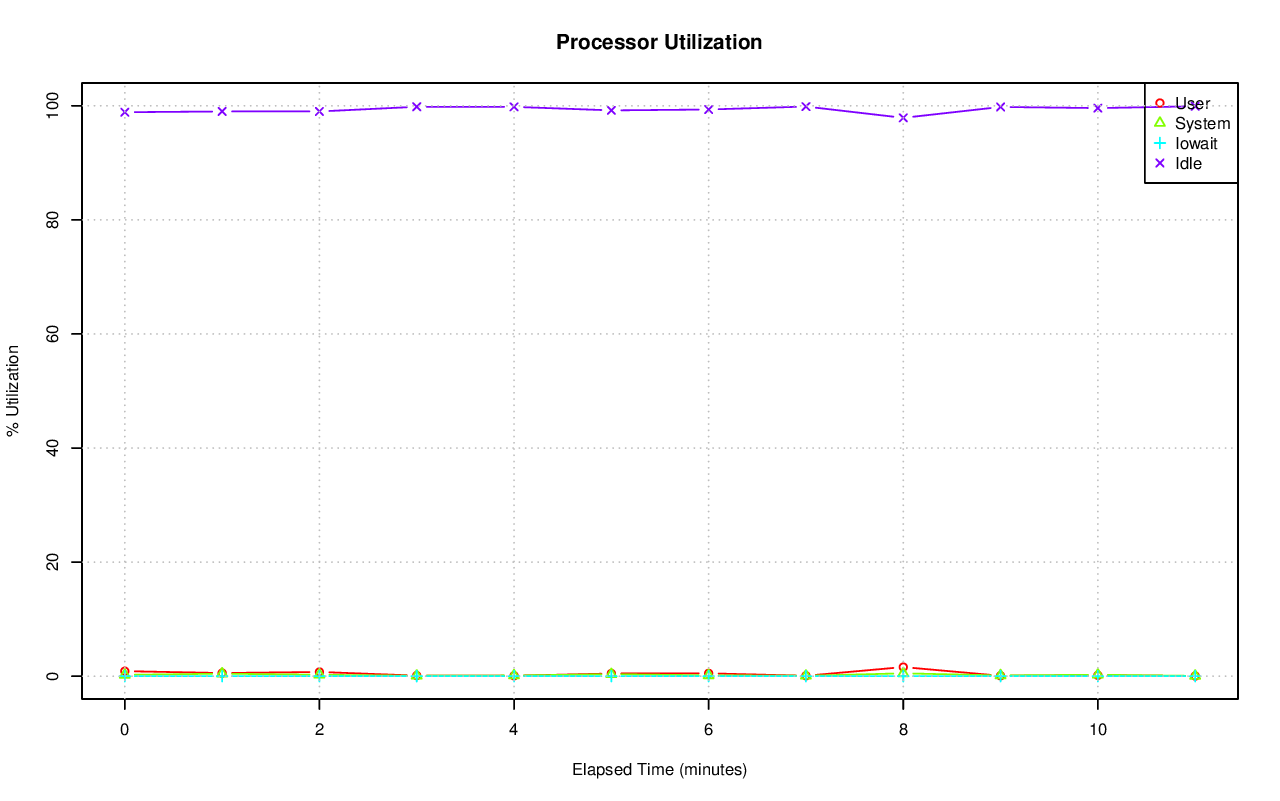 Processor Utilization
100
80
60
40
20
0
% Utilization
User
System
Iowait
Idle
0 2 4 6 8 10
Elapsed Time (minutes)